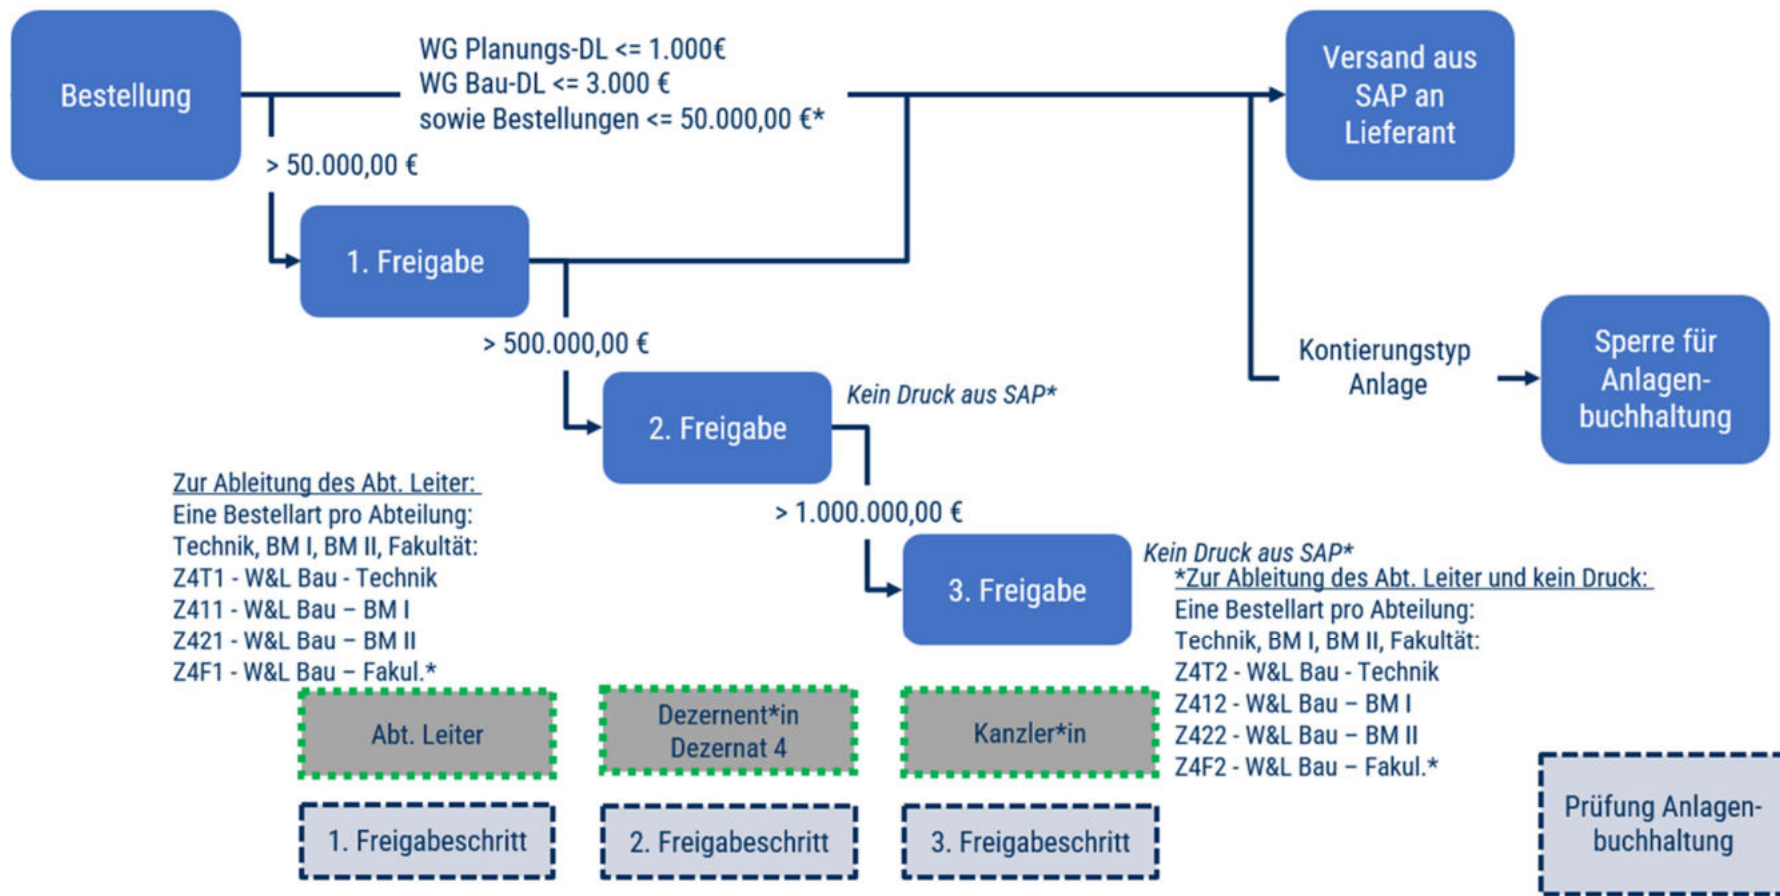 Bestellung
WG Planungs-DL <= 1.000€
WG Bau-DL <= 3.000 €
sowie Bestellungen <= 50.000,00 €*
Versand aus
SAP an
Lieferant
> 50.000,00 €
1. Freigabe
> 500.000,00 €
Kontierungstyp
Anlage
Sperre für
Anlagen-
buchhaltung
2. Freigabe
Kein Druck aus SAP*
> 1.000.000,00 €
3. Freigabe
Kein Druck aus SAP*
Zur Ableitung des Abt. Leiter:
Eine Bestellart pro Abteilung:
Technik, BM I, BM II, Fakultät:
Z4T1 - W&L Bau - Technik
Z411 - W&L Bau – BM I
Z421 - W&L Bau – BM II
Z4F1 - W&L Bau – Fakul.*
*Zur Ableitung des Abt. Leiter und kein Druck:
Eine Bestellart pro Abteilung:
Technik, BM I, BM II, Fakultät:
Z4T2 - W&L Bau - Technik
Z412 - W&L Bau – BM I
Z422 - W&L Bau – BM II
Z4F2 - W&L Bau – Fakul.*
Abt. Leiter
Dezernent*in
Dezernat 4
Kanzler*in
1. Freigabeschritt
2. Freigabeschritt
3. Freigabeschritt
Prüfung Anlagen-
buchhaltung